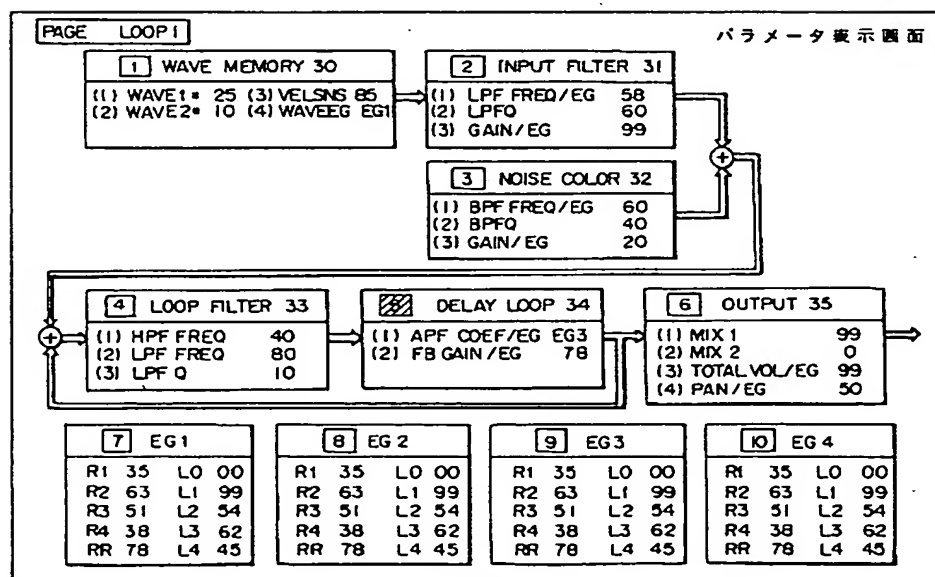 PAGE LOOP1
パラメータ表示画面
1 WAVE MEMORY 30
(1) WAVE1# 25 (3) VELSNS 85
(2) WAVE2# 10 (4) WAVEEG EG1
2 INPUT FILTER 31
(1) LPF FREQ/EG 58
(2) LPFQ 60
(3) GAIN/EG 99
3 NOISE COLOR 32
(1) BPF FREQ/EG 60
(2) BPFQ 40
(3) GAIN/EG 20
4 LOOP FILTER 33
(1) HPF FREQ 40
(2) LPF FREQ 80
(3) LPF Q 10
5 DELAY LOOP 34
(1) APF COEF/EG EG3
(2) FB GAIN/EG 78
6 OUTPUT 35
(1) MIX 1 99
(2) MIX 2 0
(3) TOTAL VOL/EG 99
(4) PAN/EG 50
7 EG1
R1 35 L0 00
R2 63 L1 99
R3 51 L2 54
R4 38 L3 62
RR 78 L4 45
8 EG2
R1 35 L0 00
R2 63 L1 99
R3 51 L2 54
R4 38 L3 62
RR 78 L4 45
9 EG3
R1 35 L0 00
R2 63 L1 99
R3 51 L2 54
R4 38 L3 62
RR 78 L4 45
10 EG4
R1 35 L0 00
R2 63 L1 99
R3 51 L2 54
R4 38 L3 62
RR 78 L4 45